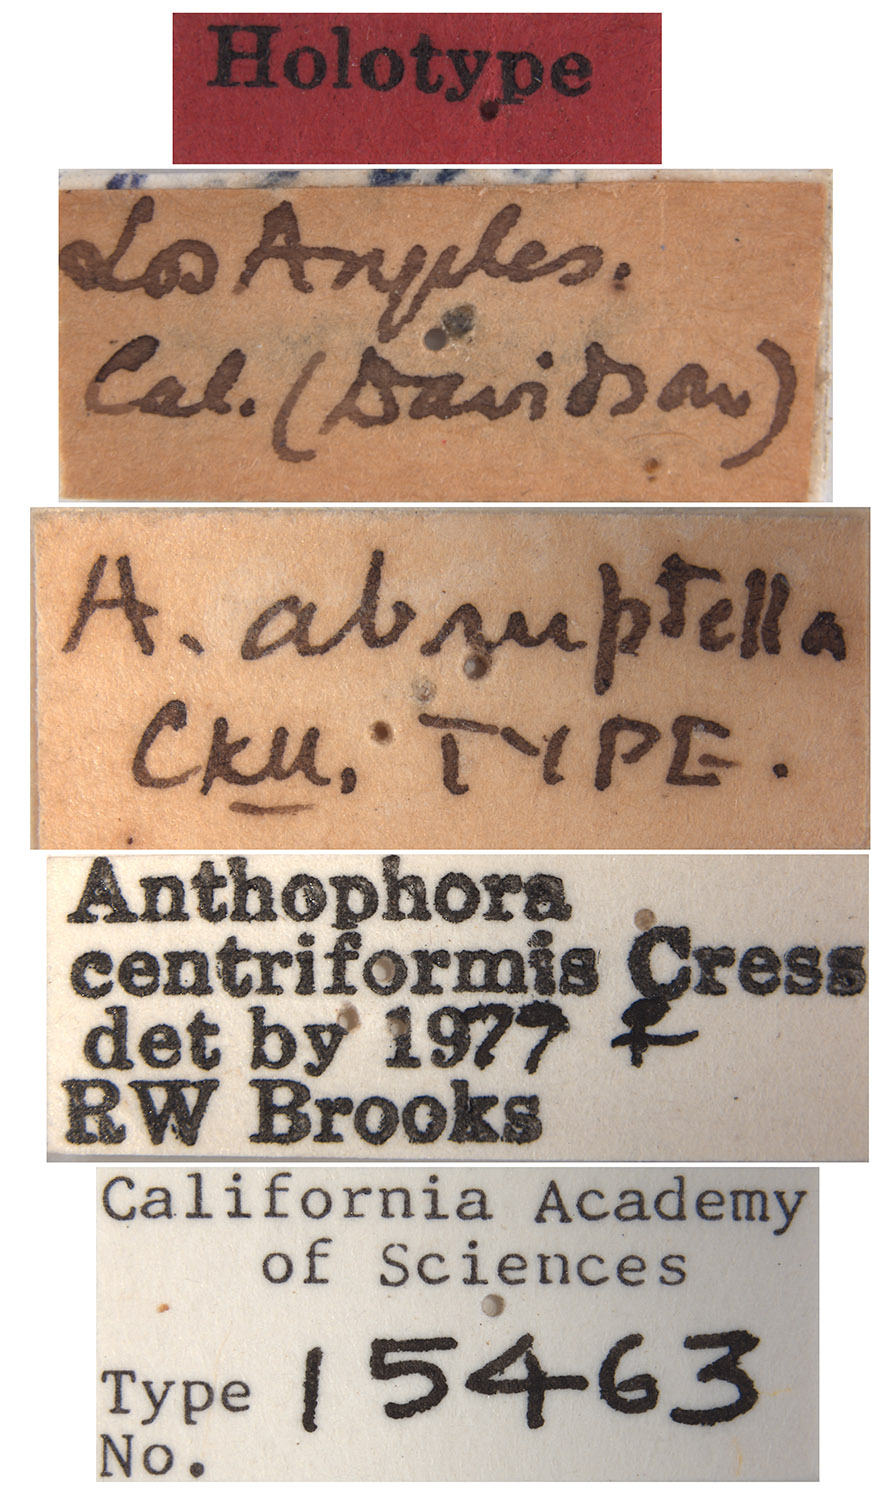 Holotype
Los Angeles.
Cal. (Davidson)
A. abruptella
Ckll. TYPE.
Anthophora
centriformis Cress
det by 1977 ♀
RW Brooks
California Academy
of Sciences
Type 15463
No.